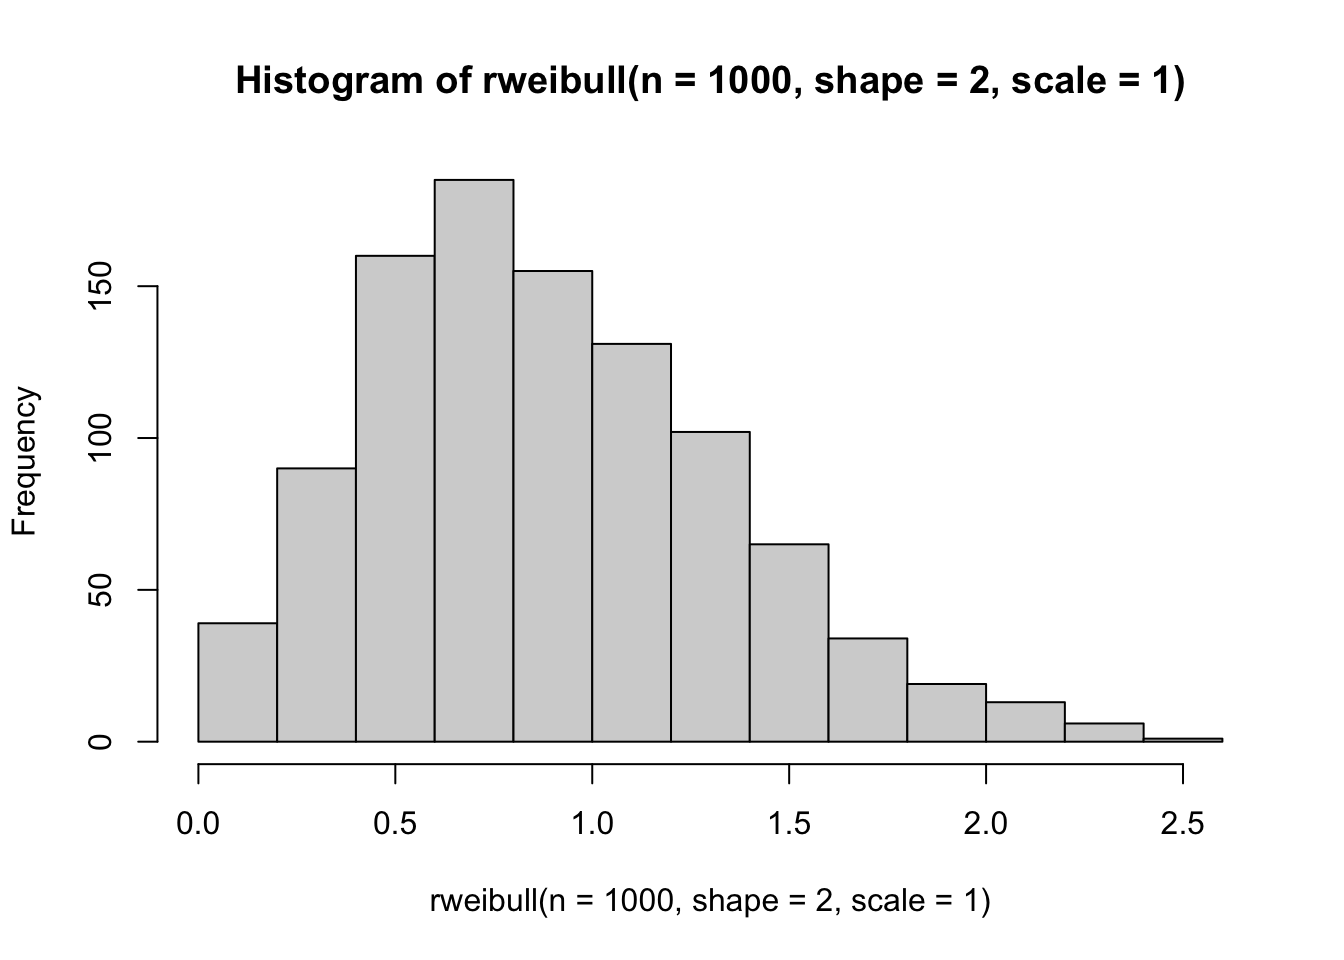 Histogram of rweibull(n = 1000, shape = 2, scale = 1)
Frequency
150
100
50
0
0.0 0.5 1.0 1.5 2.0 2.5
rweibull(n = 1000, shape = 2, scale = 1)